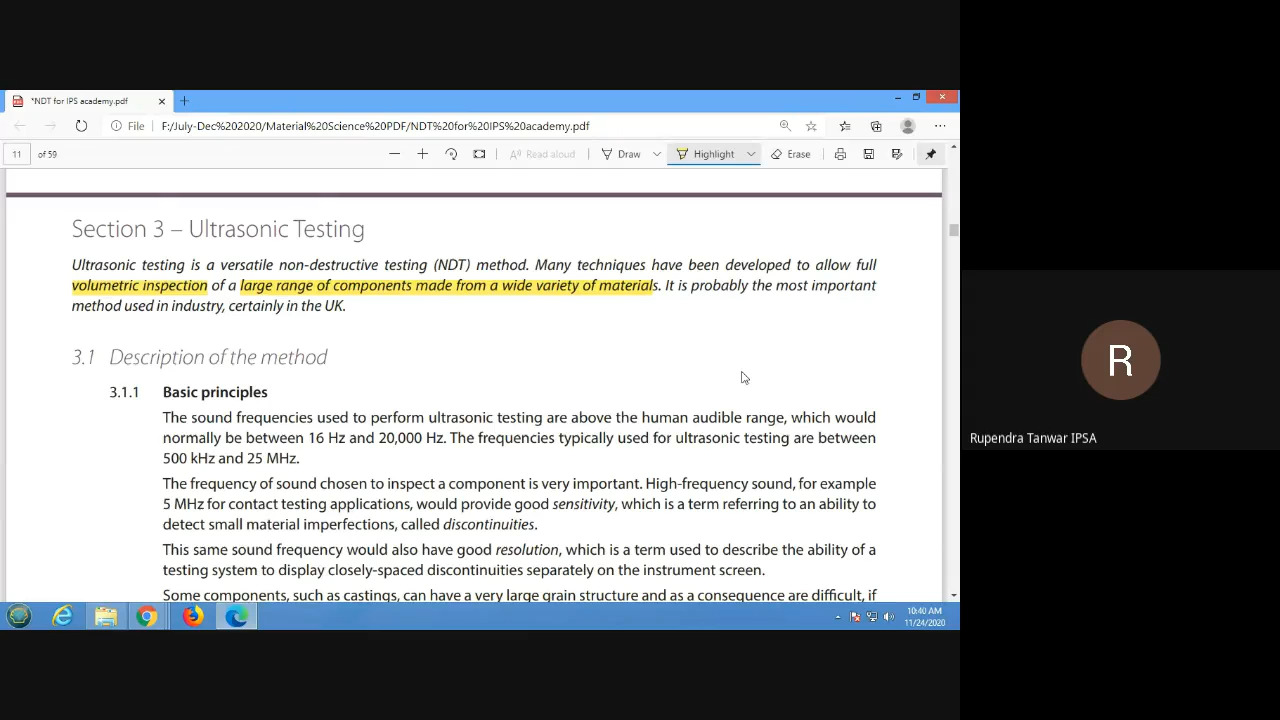 *NDT for IPS academy.pdf
File F:/July-Dec%202020/Material%20Science%20PDF/NDT%20for%20IPS%20academy.pdf
11 of 59 Read aloud Draw Highlight Erase
Section 3 – Ultrasonic Testing
Ultrasonic testing is a versatile non-destructive testing (NDT) method. Many techniques have been developed to allow full
volumetric inspection of a large range of components made from a wide variety of materials. It is probably the most important
method used in industry, certainly in the UK.
3.1 Description of the method
3.1.1 Basic principles
The sound frequencies used to perform ultrasonic testing are above the human audible range, which would
normally be between 16 Hz and 20,000 Hz. The frequencies typically used for ultrasonic testing are between
500 kHz and 25 MHz.
The frequency of sound chosen to inspect a component is very important. High-frequency sound, for example
5 MHz for contact testing applications, would provide good sensitivity, which is a term referring to an ability to
detect small material imperfections, called discontinuities.
This same sound frequency would also have good resolution, which is a term used to describe the ability of a
testing system to display closely-spaced discontinuities separately on the instrument screen.
Some components, such as castings, can have a very large grain structure and as a consequence are difficult, if
10:40 AM
11/24/2020
R
Rupendra Tanwar IPSA